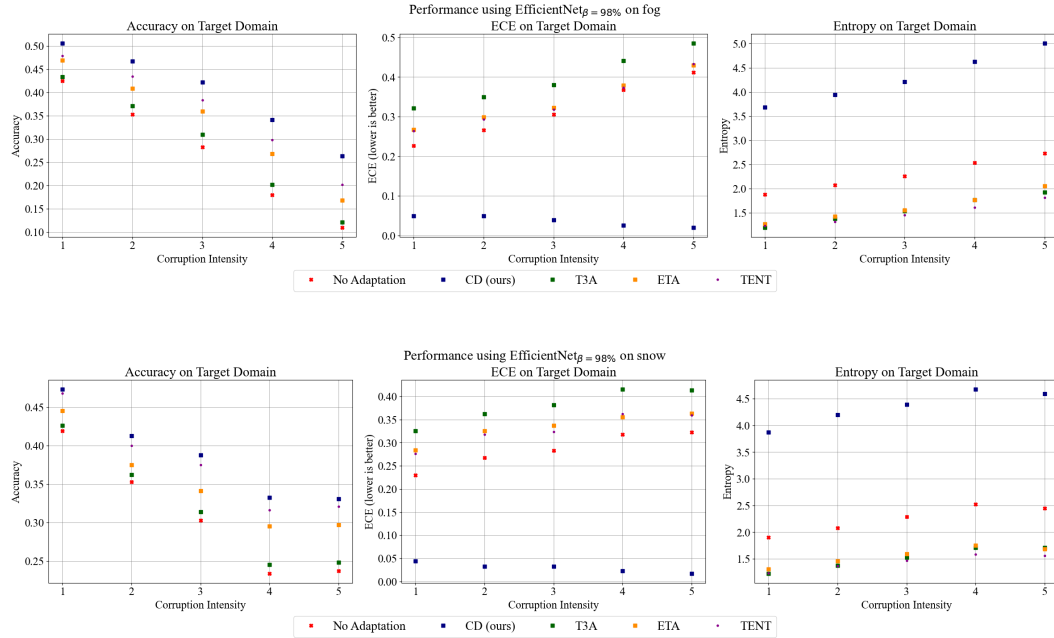 Performance using EfficientNetβ = 98% on fog
Accuracy on Target Domain
ECE on Target Domain
Entropy on Target Domain
Accuracy
0.50
0.45
0.40
0.35
0.30
0.25
0.20
0.15
0.10
1 2 3 4 5
Corruption Intensity
ECE (lower is better)
0.5
0.4
0.3
0.2
0.1
0.0
1 2 3 4 5
Corruption Intensity
Entropy
5.0
4.5
4.0
3.5
3.0
2.5
2.0
1.5
1 2 3 4 5
Corruption Intensity
No Adaptation CD (ours) T3A ETA TENT
Performance using EfficientNetβ = 98% on snow
Accuracy on Target Domain
ECE on Target Domain
Entropy on Target Domain
Accuracy
0.45
0.40
0.35
0.30
0.25
1 2 3 4 5
Corruption Intensity
ECE (lower is better)
0.40
0.35
0.30
0.25
0.20
0.15
0.10
0.05
0.00
1 2 3 4 5
Corruption Intensity
Entropy
4.5
4.0
3.5
3.0
2.5
2.0
1.5
1 2 3 4 5
Corruption Intensity
No Adaptation CD (ours) T3A ETA TENT